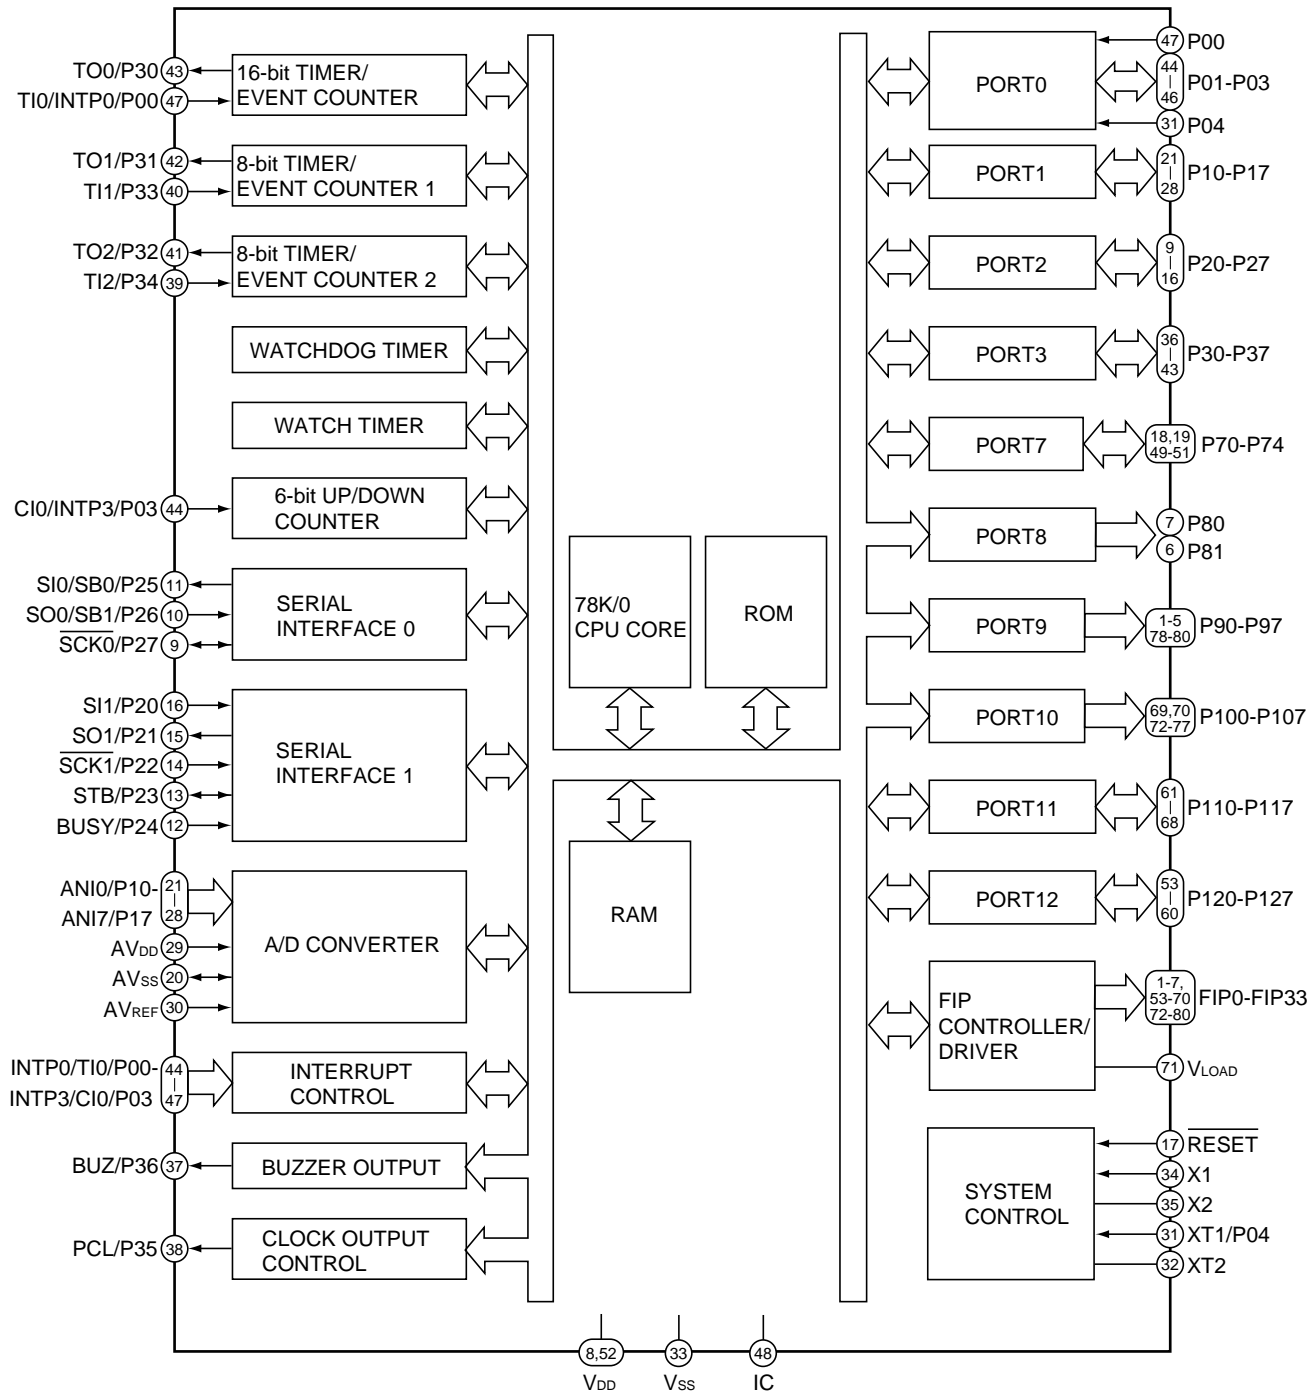 TO0/P30 43
TI0/INTP0/P00 47
16-bit TIMER/
EVENT COUNTER
TO1/P31 42
TI1/P33 40
8-bit TIMER/
EVENT COUNTER 1
TO2/P32 41
TI2/P34 39
8-bit TIMER/
EVENT COUNTER 2
WATCHDOG TIMER
WATCH TIMER
CI0/INTP3/P03 44
6-bit UP/DOWN
COUNTER
SI0/SB0/P25 11
SO0/SB1/P26 10
SCK0/P27 9
SERIAL
INTERFACE 0
SI1/P20 16
SO1/P21 15
SCK1/P22 14
STB/P23 13
BUSY/P24 12
SERIAL
INTERFACE 1
ANI0/P10- 21
ANI7/P17 28
AVDD 29
AVSS 20
AVREF 30
A/D CONVERTER
INTP0/TI0/P00- 44
INTP3/CI0/P03 47
INTERRUPT
CONTROL
BUZ/P36 37
BUZZER OUTPUT
PCL/P35 38
CLOCK OUTPUT
CONTROL
78K/0
CPU CORE
ROM
RAM
PORT0
47 P00
44
46
P01-P03
31 P04
PORT1
21
28
P10-P17
PORT2
9
16
P20-P27
PORT3
36
43
P30-P37
PORT7
18,19
49-51
P70-P74
PORT8
7 P80
6 P81
PORT9
1-5
78-80
P90-P97
PORT10
69,70
72-77
P100-P107
PORT11
61
68
P110-P117
PORT12
53
60
P120-P127
FIP
CONTROLLER/
DRIVER
1-7,
53-70
72-80
FIP0-FIP33
71 VLOAD
SYSTEM
CONTROL
17 RESET
34 X1
35 X2
31 XT1/P04
32 XT2
8,52 33 48
VDD VSS IC